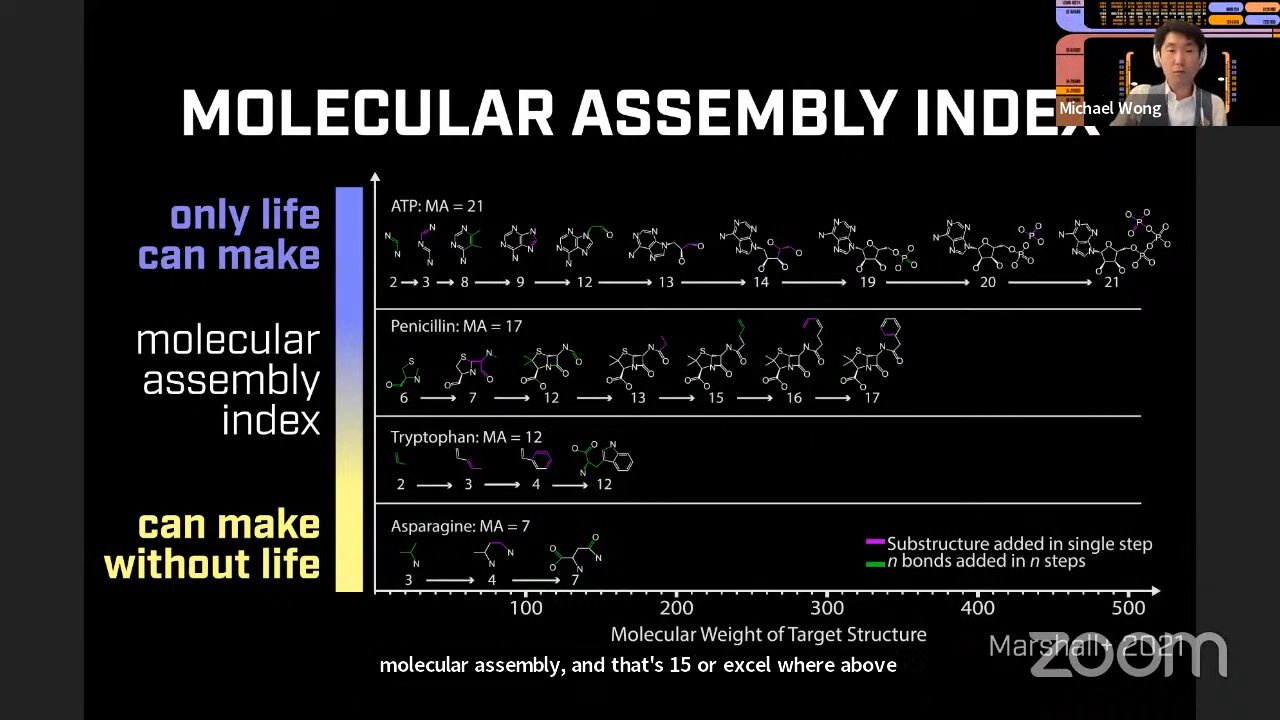 MOLECULAR ASSEMBLY INDEX
Michael Wong
only life
can make
molecular
assembly
index
can make
without life
ATP: MA = 21
2 → 3 → 8 → 9 → 12 → 13 → 14 → 19 → 20 → 21
Penicillin: MA = 17
6 → 7 → 12 → 13 → 15 → 16 → 17
Tryptophan: MA = 12
2 → 3 → 4 → 12
Asparagine: MA = 7
3 → 4 → 7
Substructure added in single step
n bonds added in n steps
100 200 300 400 500
Molecular Weight of Target Structure
Marshall+ 2021
zoom
molecular assembly, and that's 15 or excel where above